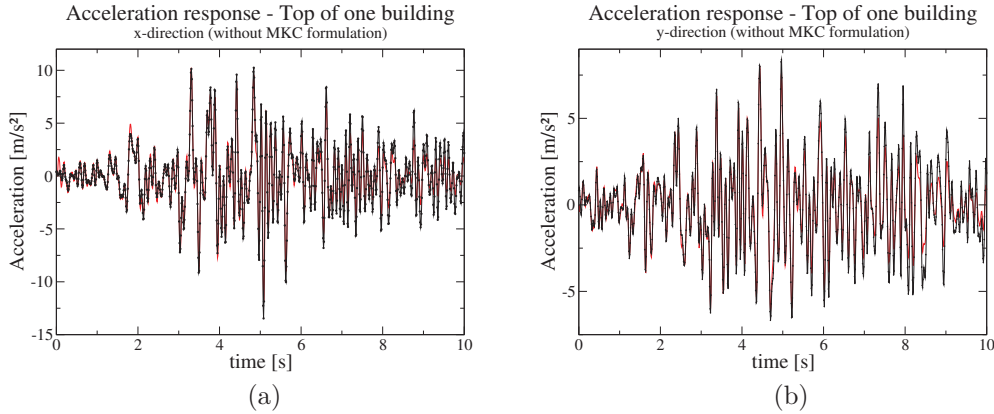 Acceleration response - Top of one building
x-direction (without MKC formulation)
Acceleration [m/s²]
10
5
0
-5
-10
-15
0
2
4
6
8
10
time [s]
(a)
Acceleration response - Top of one building
y-direction (without MKC formulation)
Acceleration [m/s²]
5
0
-5
0
2
4
6
8
10
time [s]
(b)